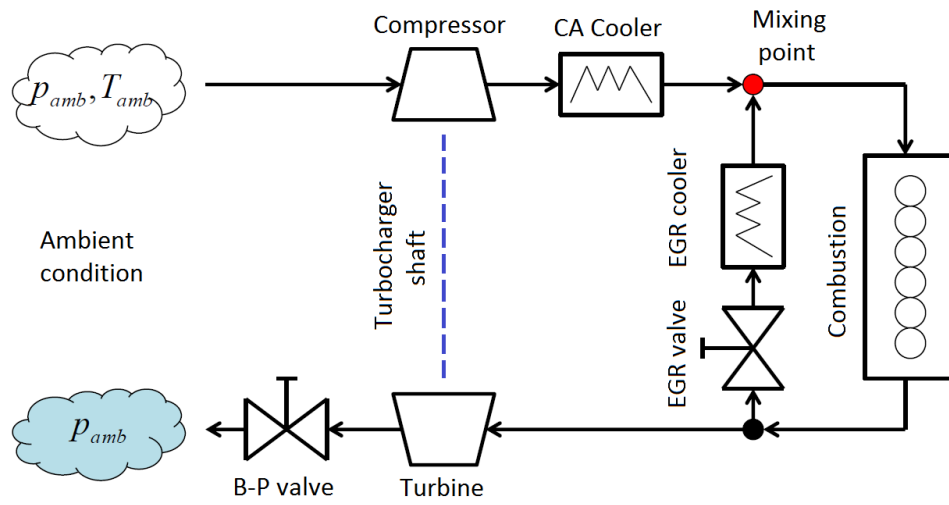 Compressor
CA Cooler
Mixing
point
p_amb, T_amb
Turbocharger
shaft
EGR cooler
Combustion
Ambient
condition
EGR valve
p_amb
B-P valve
Turbine